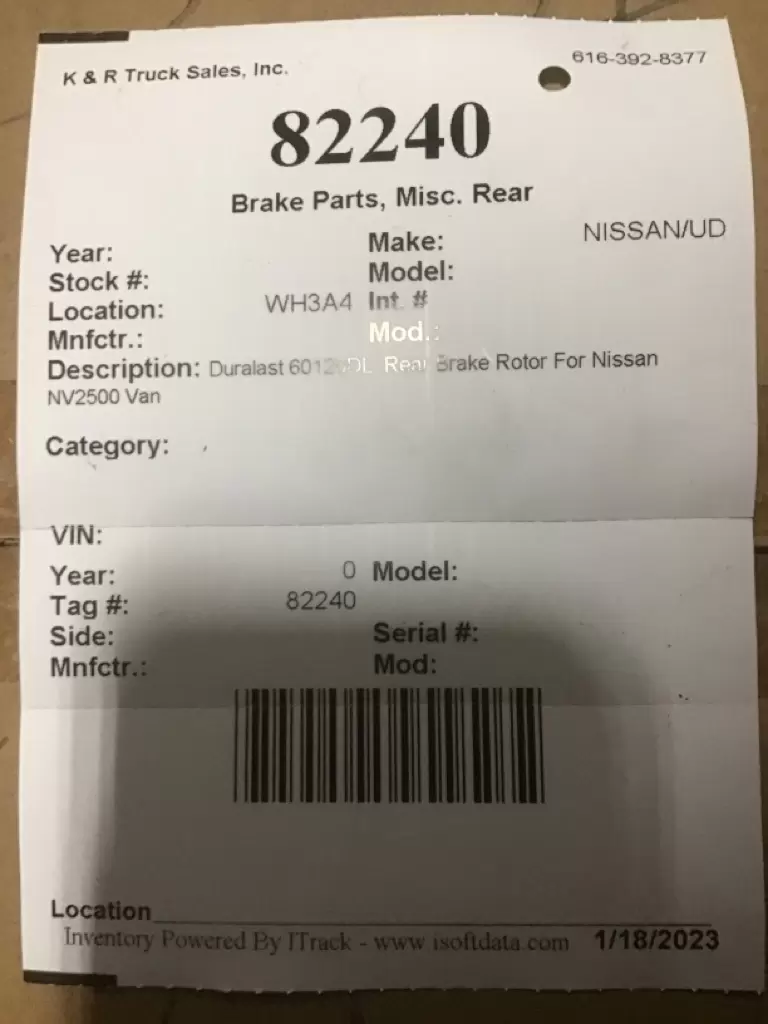 K & R Truck Sales, Inc. 616-392-8377
82240
Brake Parts, Misc. Rear
Year: Make: NISSAN/UD
Stock #: Model:
Location: WH3A4 Int. #
Mnfctr.: Mod.:
Description: Duralast Rear Brake Rotor For Nissan
NV2500 Van
Category:
VIN:
Year: 0 Model:
Tag #: 82240
Side: Serial #:
Mnfctr.: Mod:
Location
Inventory Powered By ITrack - www.isoftdata.com 1/18/2023